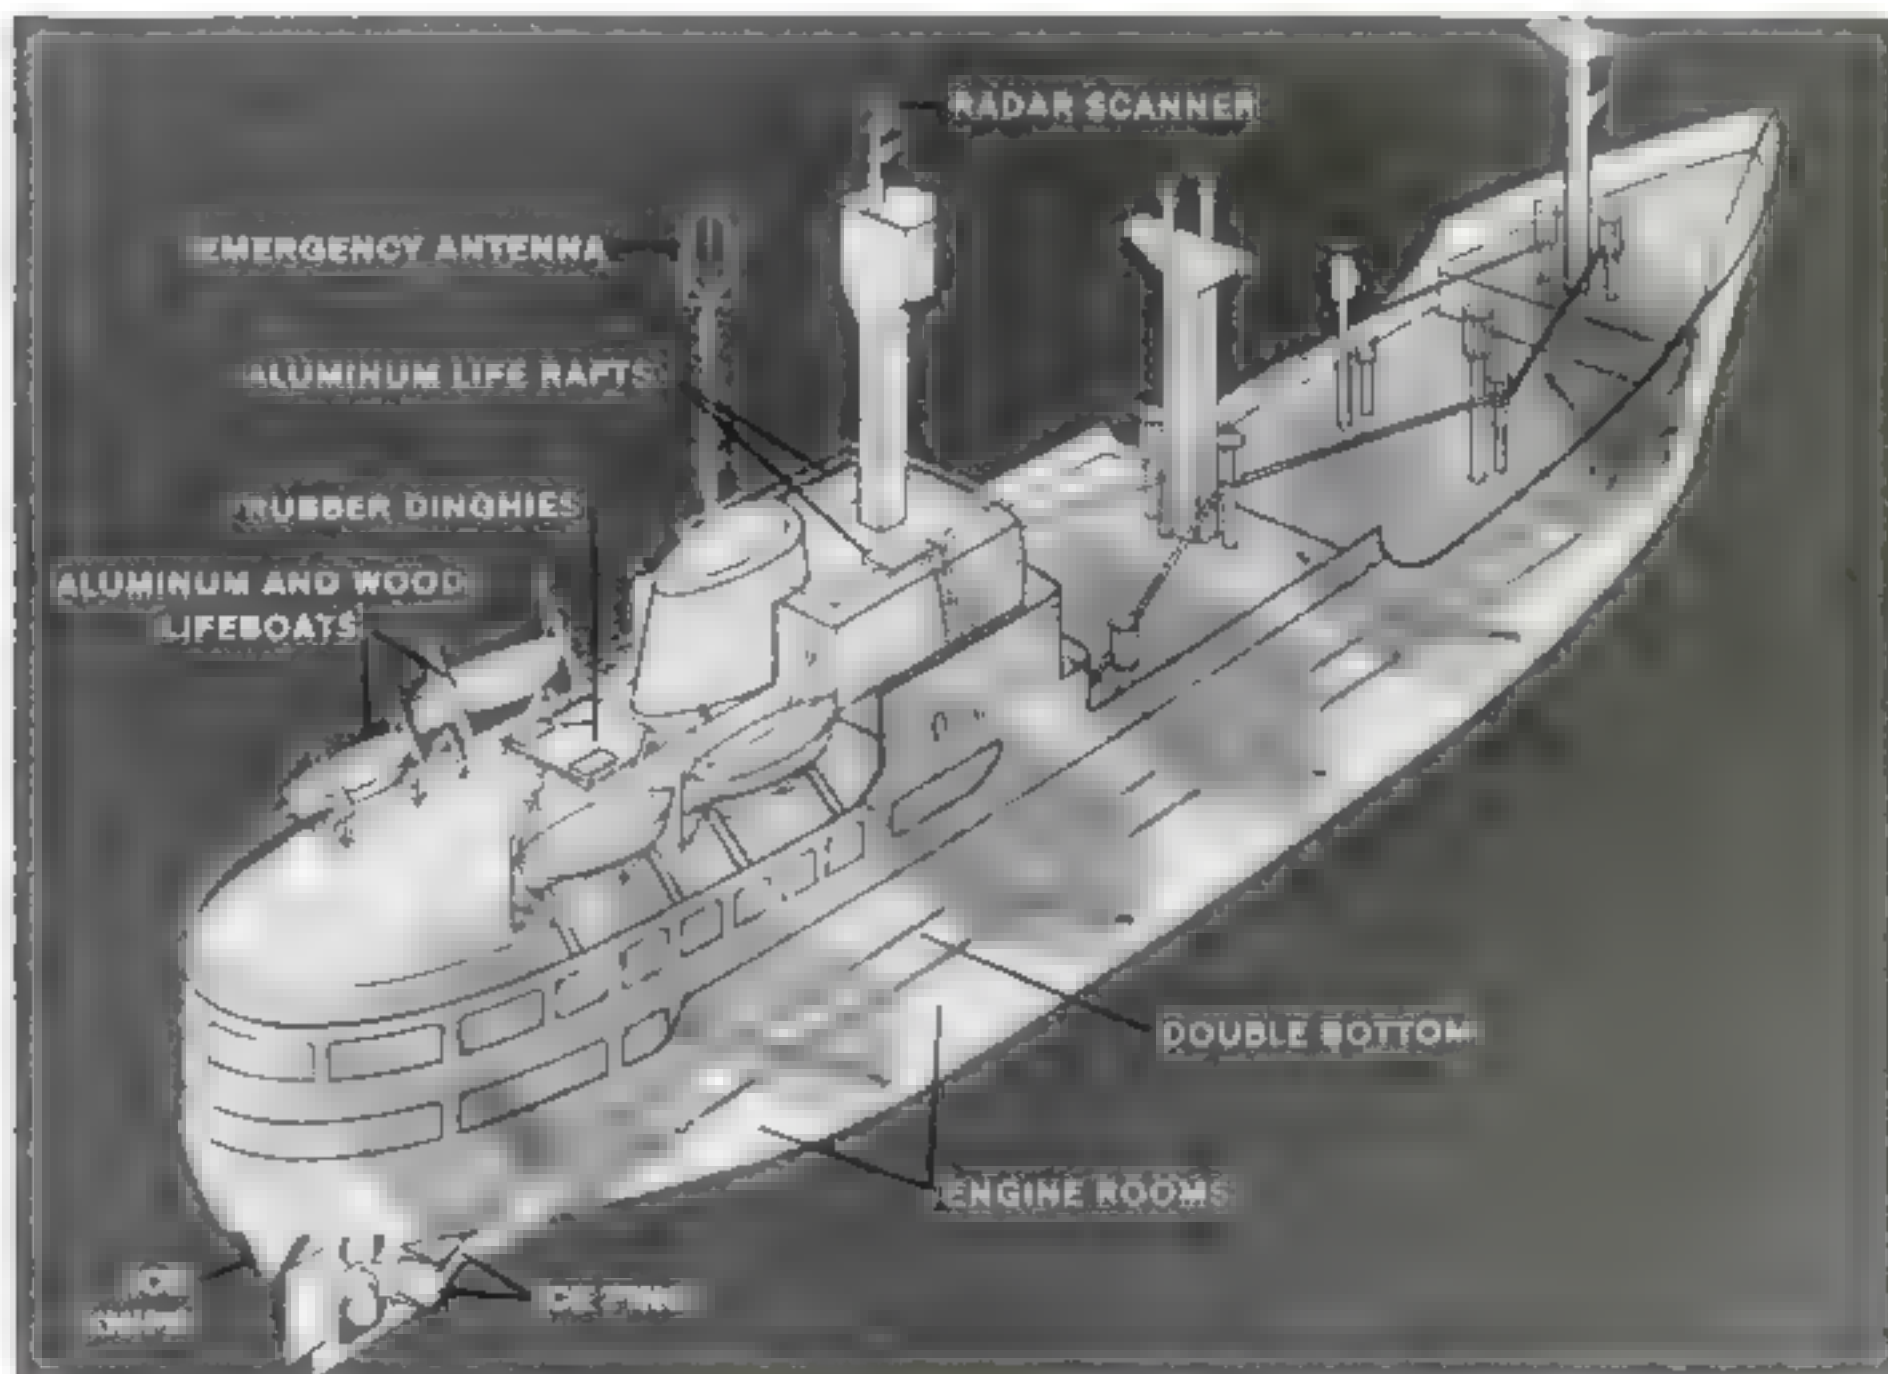 RADAR SCANNER
EMERGENCY ANTENNA
ALUMINUM LIFE RAFTS
RUBBER DINGHIES
ALUMINUM AND WOOD
LIFEBOATS
DOUBLE BOTTOM
ENGINE ROOMS